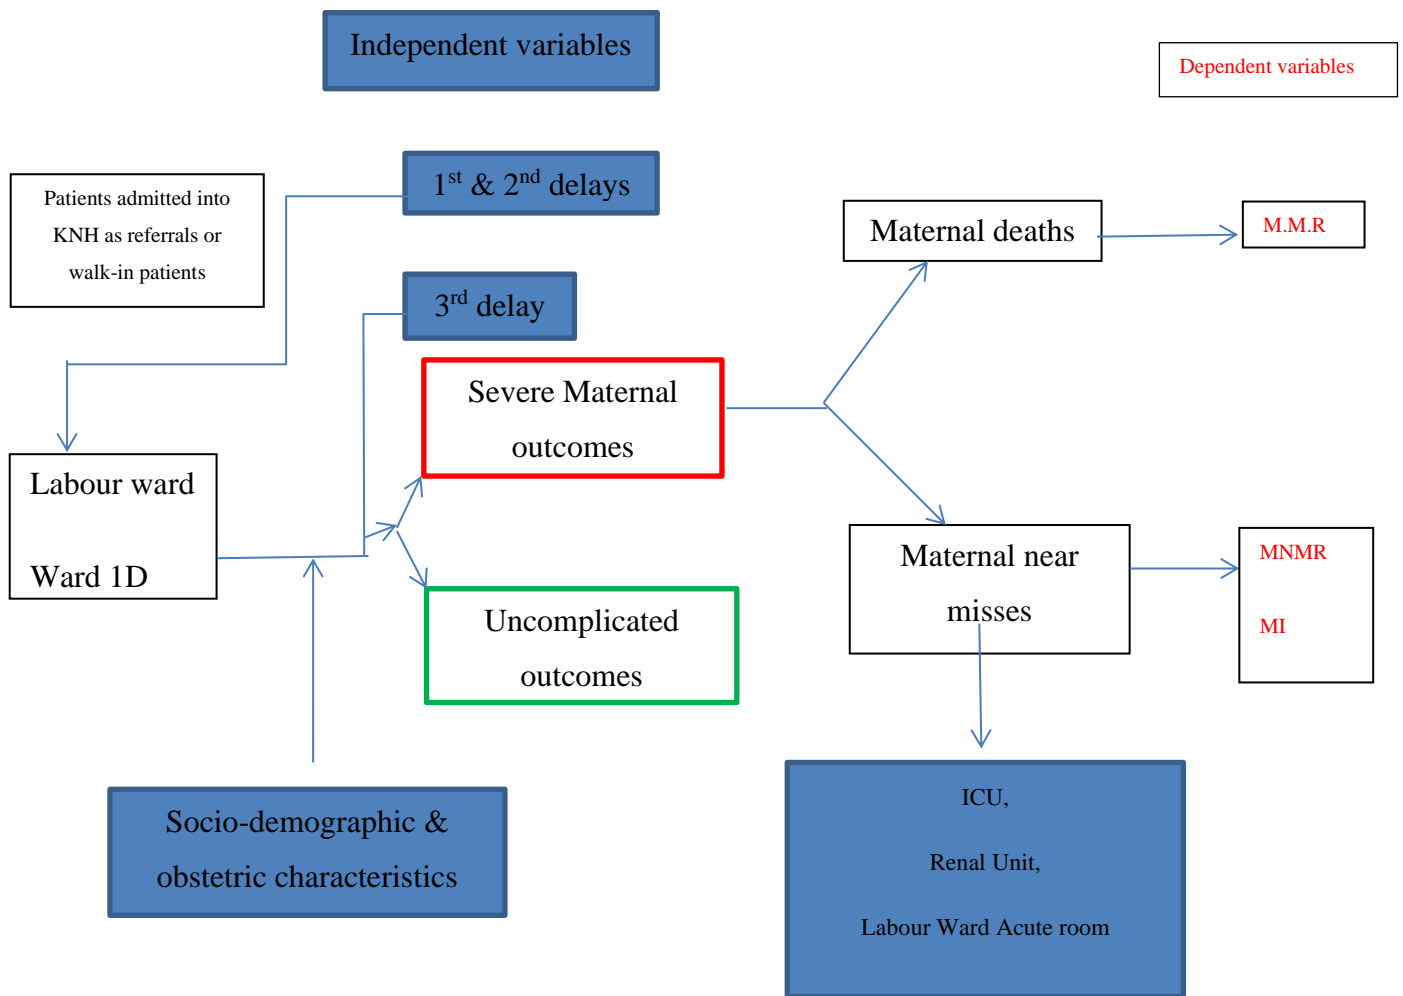 Independent variables
Dependent variables
1st & 2nd delays
Patients admitted into
KNH as referrals or
walk-in patients
Maternal deaths
M.M.R
3rd delay
Severe Maternal
outcomes
Labour ward
Ward 1D
Maternal near
misses
MNMR
MI
Uncomplicated
outcomes
Socio-demographic &
obstetric characteristics
ICU,
Renal Unit,
Labour Ward Acute room